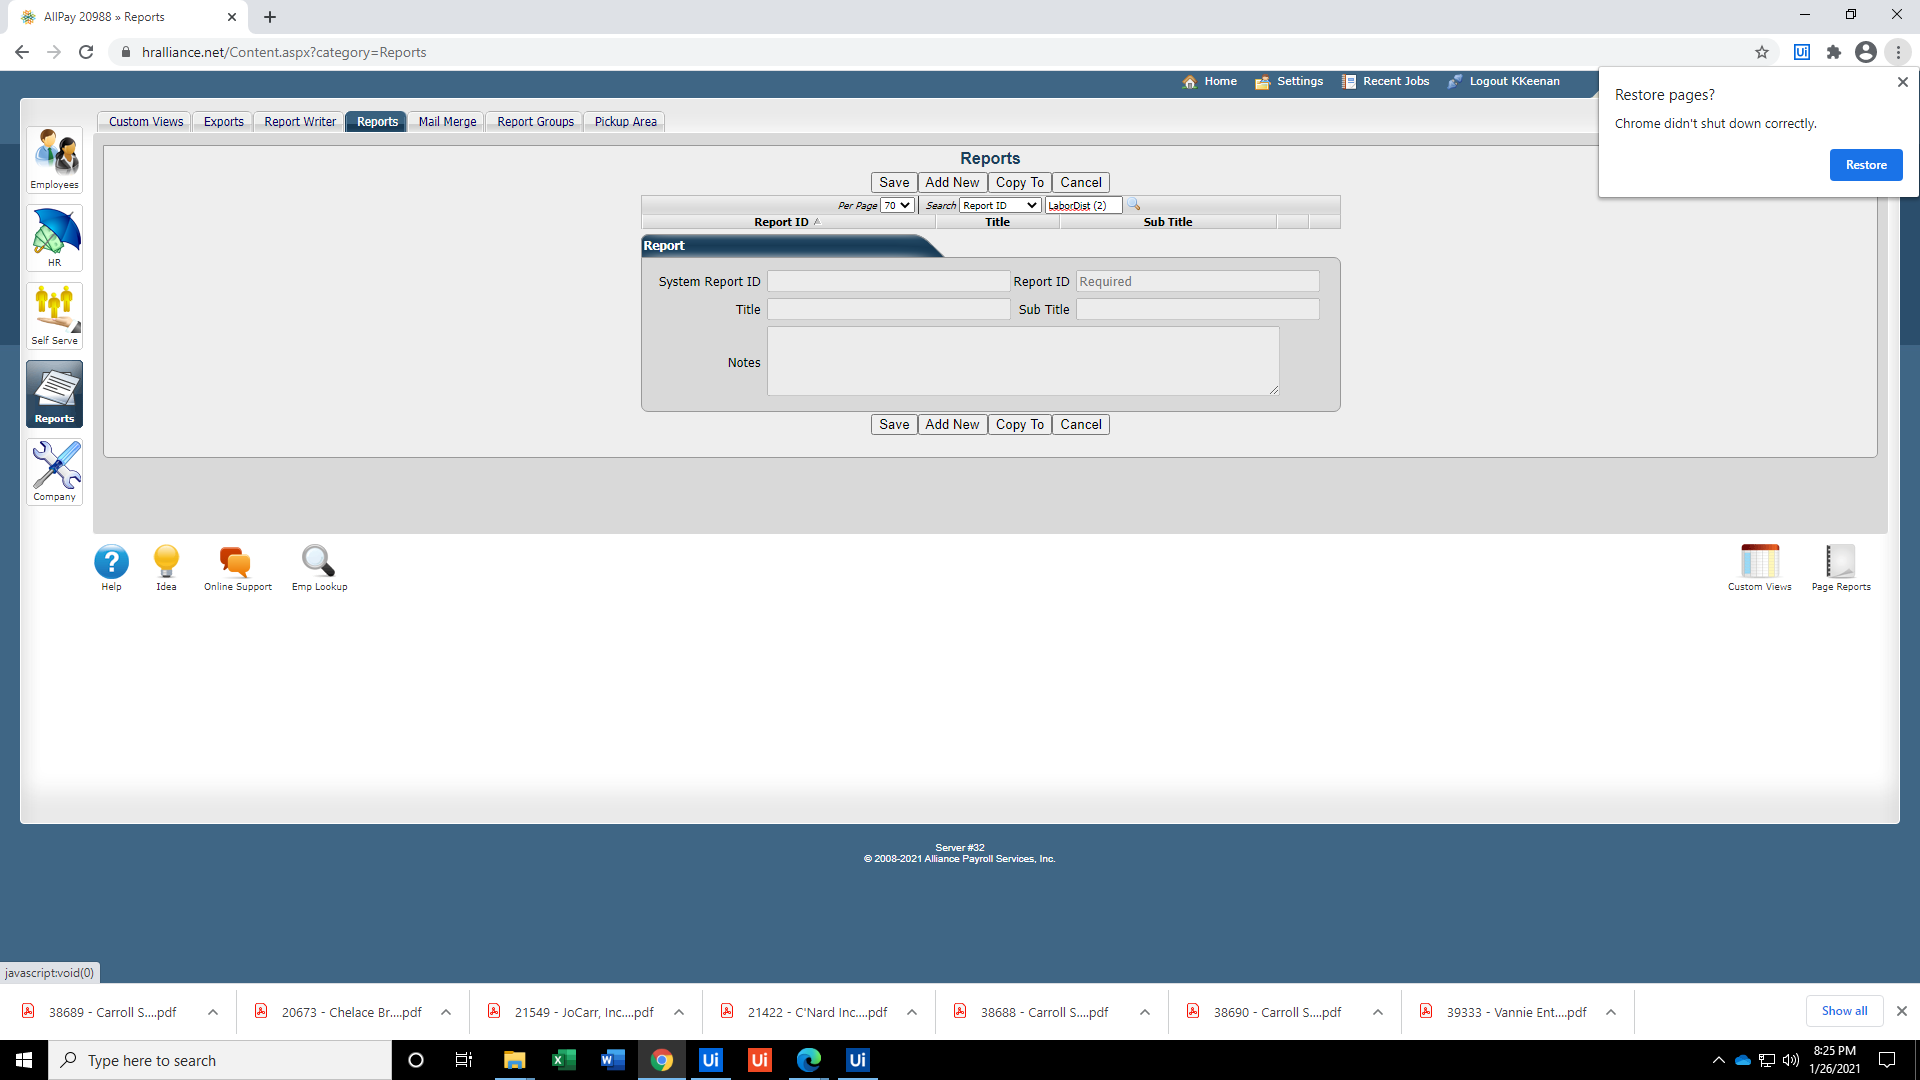 AllPay 20988 » Reports
hralliance.net/Content.aspx?category=Reports
Home Settings Recent Jobs Logout KKeenan
Restore pages?
Chrome didn't shut down correctly.
Restore
Custom Views Exports Report Writer Reports Mail Merge Report Groups Pickup Area
Employees
HR
Self Serve
Reports
Company
Reports
Save Add New Copy To Cancel
Per Page 70 Search Report ID LaborDist (2)
Report ID Title Sub Title
Report
System Report ID Report ID Required
Title Sub Title
Notes
Save Add New Copy To Cancel
Help Idea Online Support Emp Lookup Custom Views Page Reports
Server #32
© 2008-2021 Alliance Payroll Services, Inc.
javascript:void(0)
38689 - Carroll S....pdf 20673 - Chelace Br....pdf 21549 - JoCarr, Inc....pdf 21422 - C'Nard Inc....pdf 38688 - Carroll S....pdf 38690 - Carroll S....pdf 39333 - Vannie Ent....pdf Show all
Type here to search
Ui Ui Ui
8:25 PM
1/26/2021